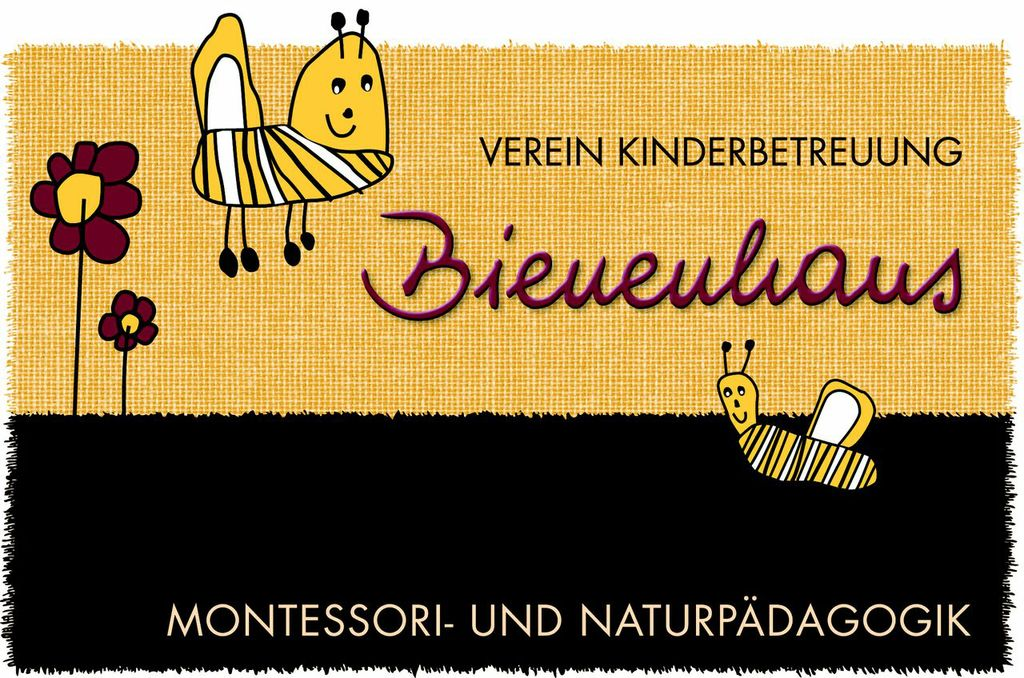 VEREIN KINDERBETREUUNG
Bienenhaus
MONTESSORI- UND NATURPÄDAGOGIK